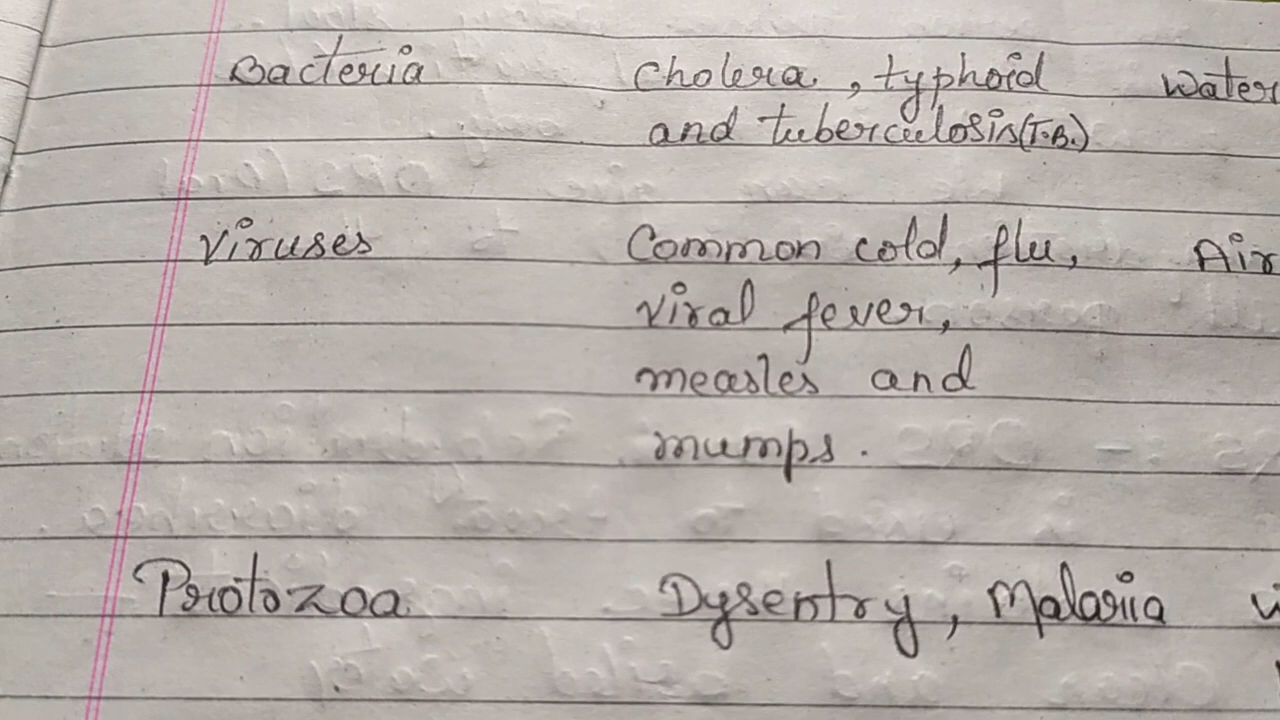 Bacteria Cholera, typhoid Water
and tuberculosis (T.B.)
Viruses Common cold, flu, Air
viral fever,
measles and
mumps.
Protozoa Dysentry, Malaria